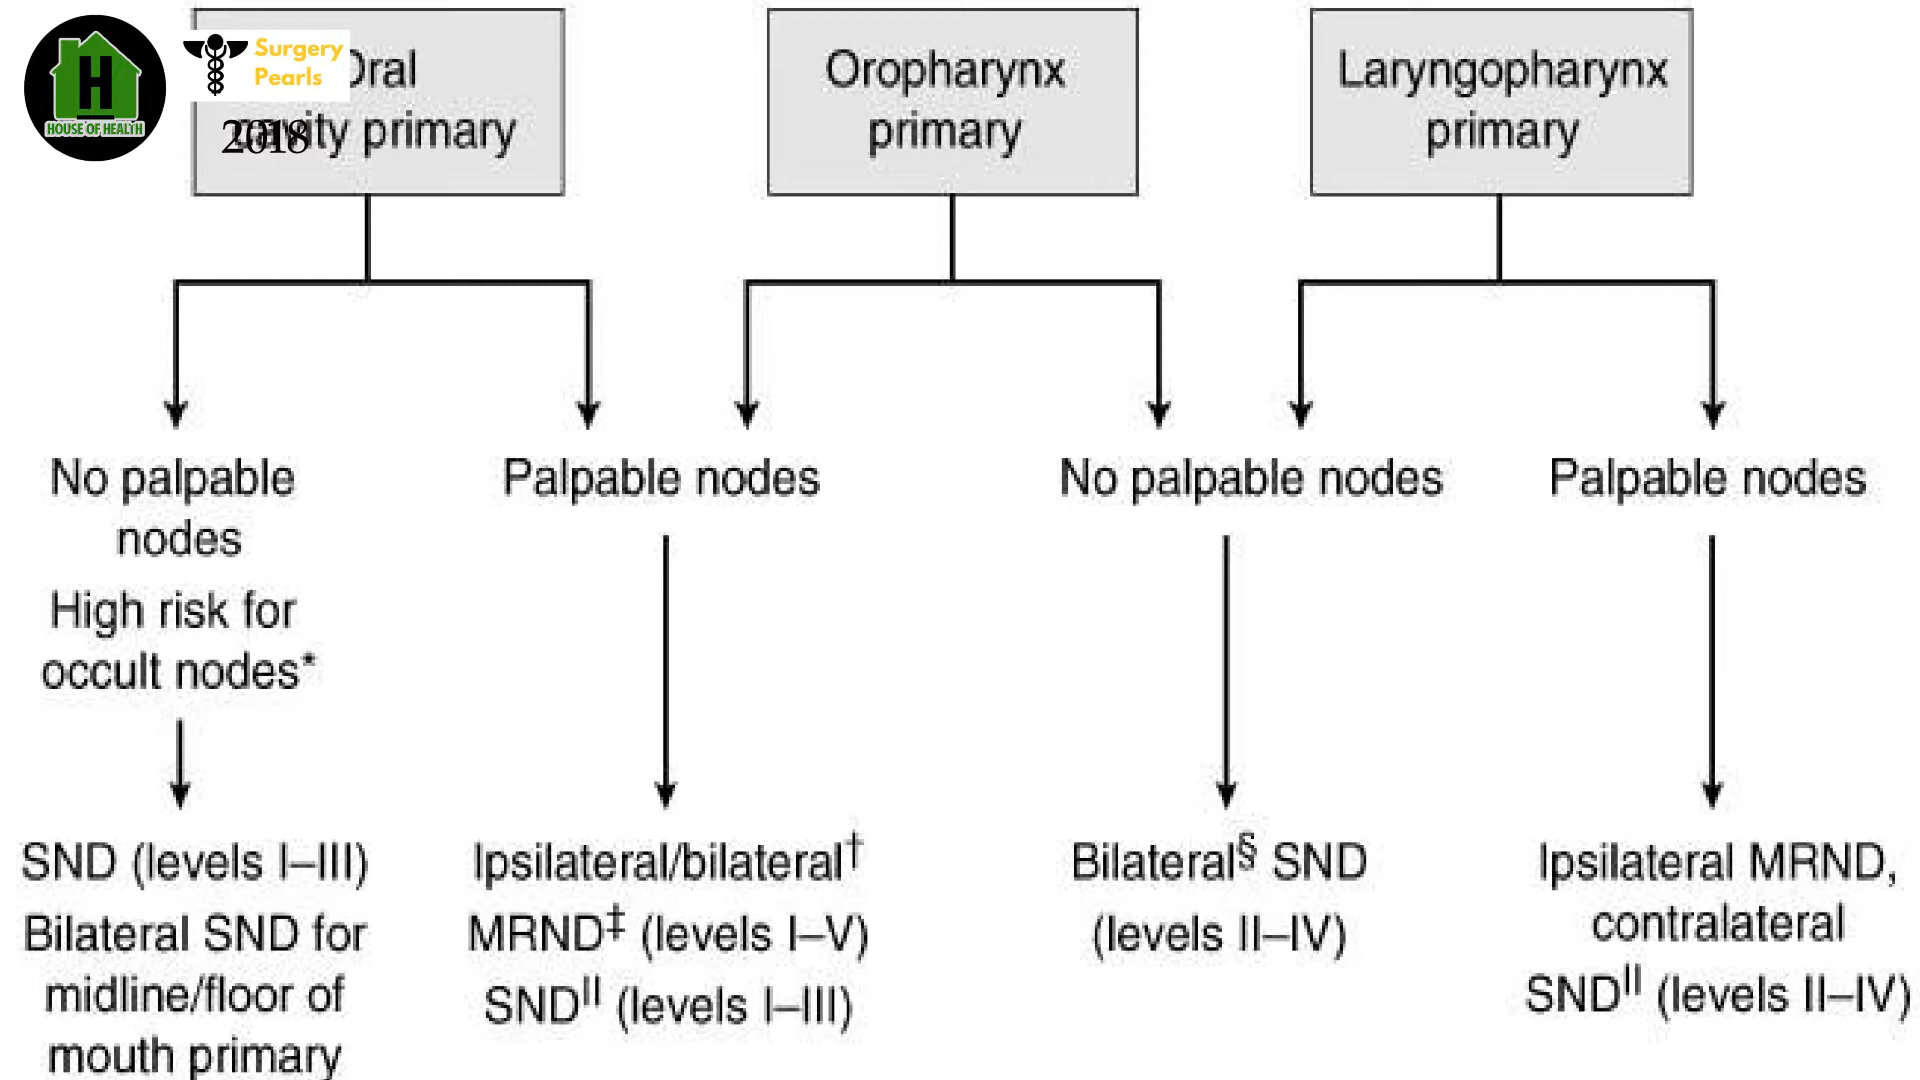 HOUSE OF HEALTH
Surgery
Pearls
Oral
cavity primary
2018
Oropharynx
primary
Laryngopharynx
primary
No palpable
nodes
High risk for
occult nodes*
SND (levels I–III)
Bilateral SND for
midline/floor of
mouth primary
Palpable nodes
Ipsilateral/bilateral†
MRND‡ (levels I–V)
SND|| (levels I–III)
No palpable nodes
Bilateral§ SND
(levels II–IV)
Palpable nodes
Ipsilateral MRND,
contralateral
SND|| (levels II–IV)